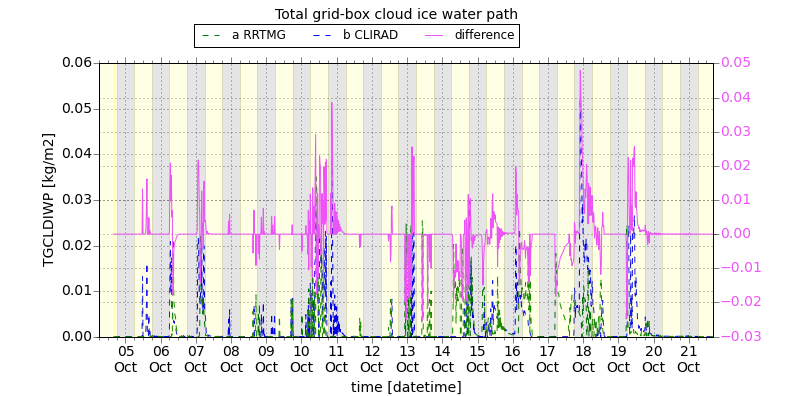 Total grid-box cloud ice water path
a RRTMG b CLIRAD difference
0.06 0.05
0.05 0.04
0.04 0.03
0.03 0.02
0.02 0.01
0.01 0.00
0.00 −0.01
−0.02
−0.03
TGCLDIWP [kg/m2]
05 06 07 08 09 10 11 12 13 14 15 16 17 18 19 20 21
Oct Oct Oct Oct Oct Oct Oct Oct Oct Oct Oct Oct Oct Oct Oct Oct Oct
time [datetime]